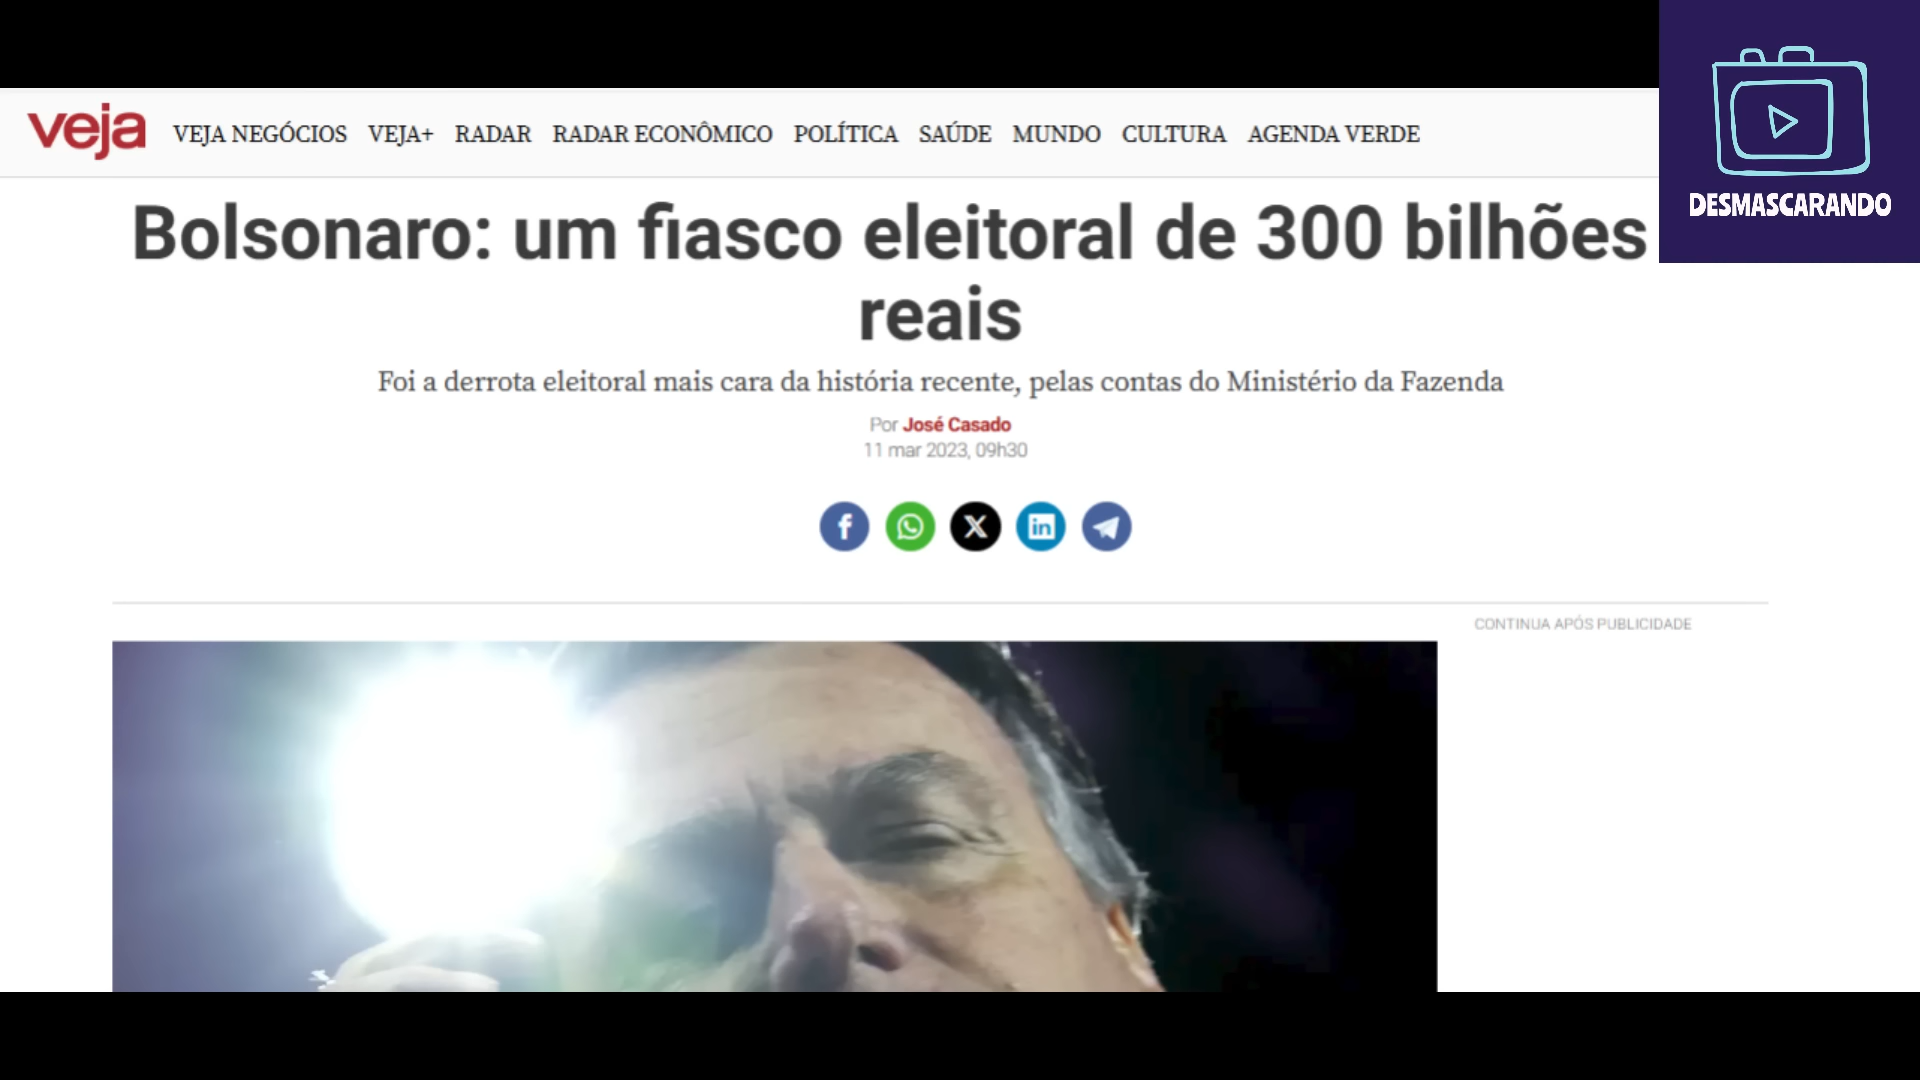 veja
VEJA NEGÓCIOS VEJA+ RADAR RADAR ECONÔMICO POLÍTICA SAÚDE MUNDO CULTURA AGENDA VERDE
DESMASCARANDO
Bolsonaro: um fiasco eleitoral de 300 bilhões
reais
Foi a derrota eleitoral mais cara da história recente, pelas contas do Ministério da Fazenda
Por José Casado
11 mar 2023, 09h30
CONTINUA APÓS PUBLICIDADE